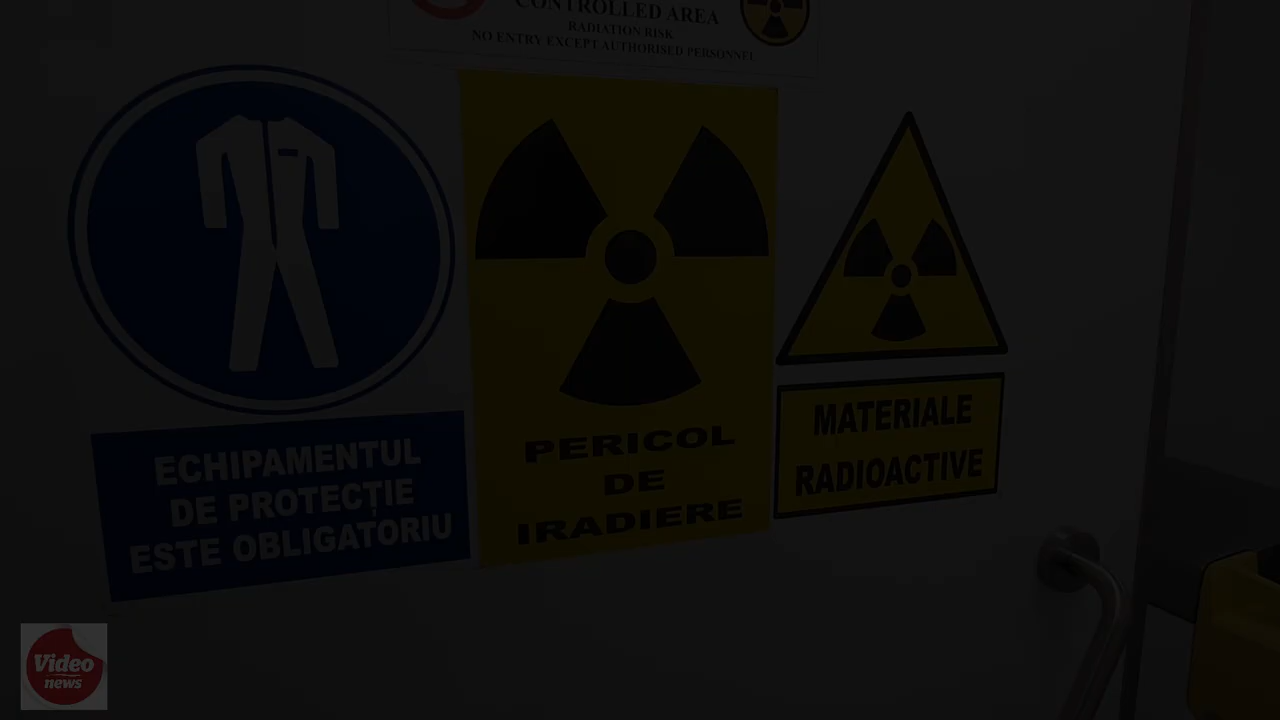 CONTROLLED AREA
RADIATION RISK
NO ENTRY EXCEPT AUTHORISED PERSONNEL
ECHIPAMENTUL
DE PROTECȚIE
ESTE OBLIGATORIU
PERICOL
DE
IRADIERE
MATERIALE
RADIOACTIVE
Video
news